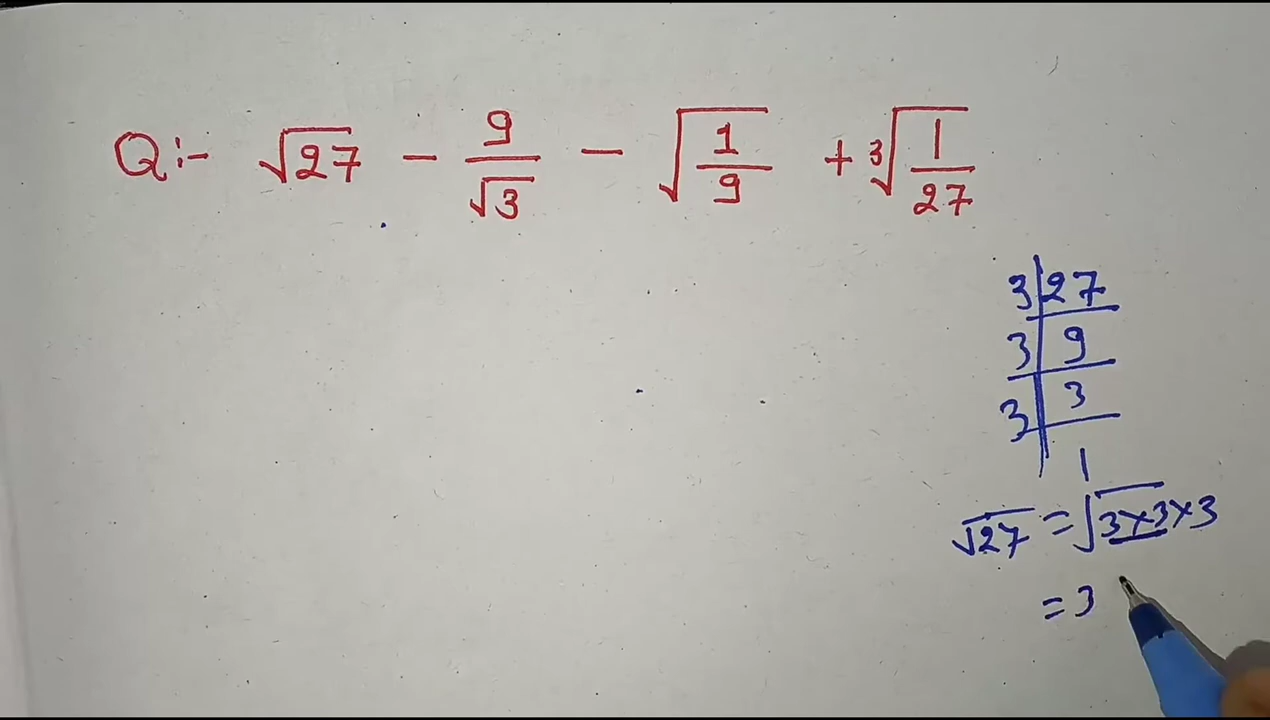 Q:- √27 - 9/√3 - √(1/9) + ∛(1/27)
3 | 27
3 | 9
3 | 3
1
√27 = √3×3×3
= 3